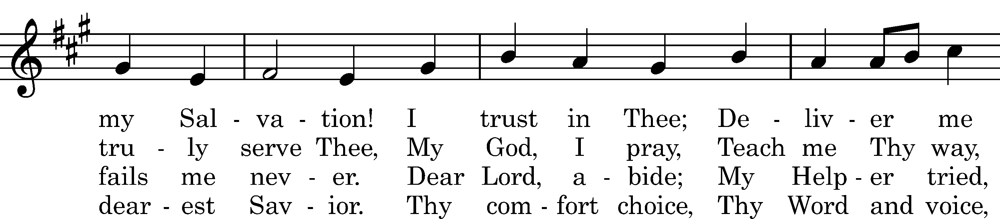 my Sal - va - tion! I trust in Thee; De - liv - er me
tru - ly serve Thee, My God, I pray, Teach me Thy way,
fails me nev - er. Dear Lord, a - bide; My Help - er tried,
dear - est Sav - ior. Thy com - fort choice, Thy Word and voice,